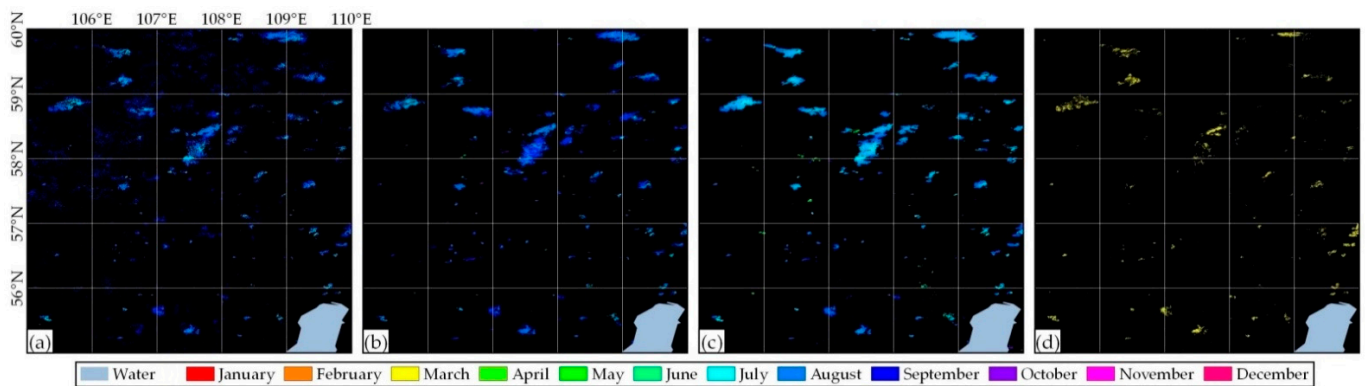 106°E 107°E 108°E 109°E 110°E
60°N
59°N
58°N
57°N
56°N
(a) (b) (c) (d)
Water January February March April May June July August September October November December